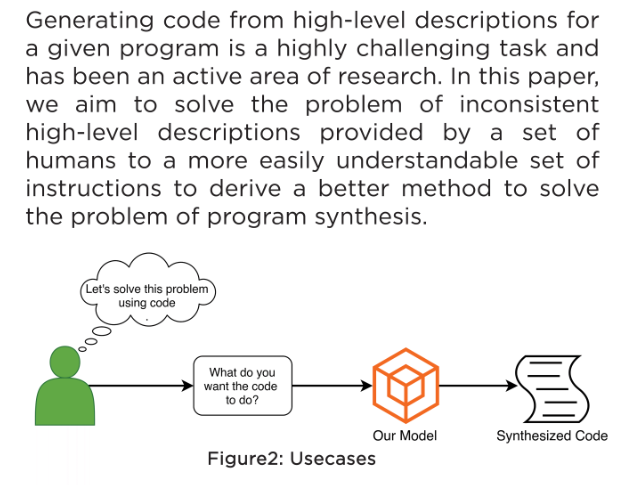 Generating code from high-level descriptions for
a given program is a highly challenging task and
has been an active area of research. In this paper,
we aim to solve the problem of inconsistent
high-level descriptions provided by a set of
humans to a more easily understandable set of
instructions to derive a better method to solve
the problem of program synthesis.
Let's solve this problem
using code
What do you
want the code
to do?
Our Model
Synthesized Code
Figure2: Usecases